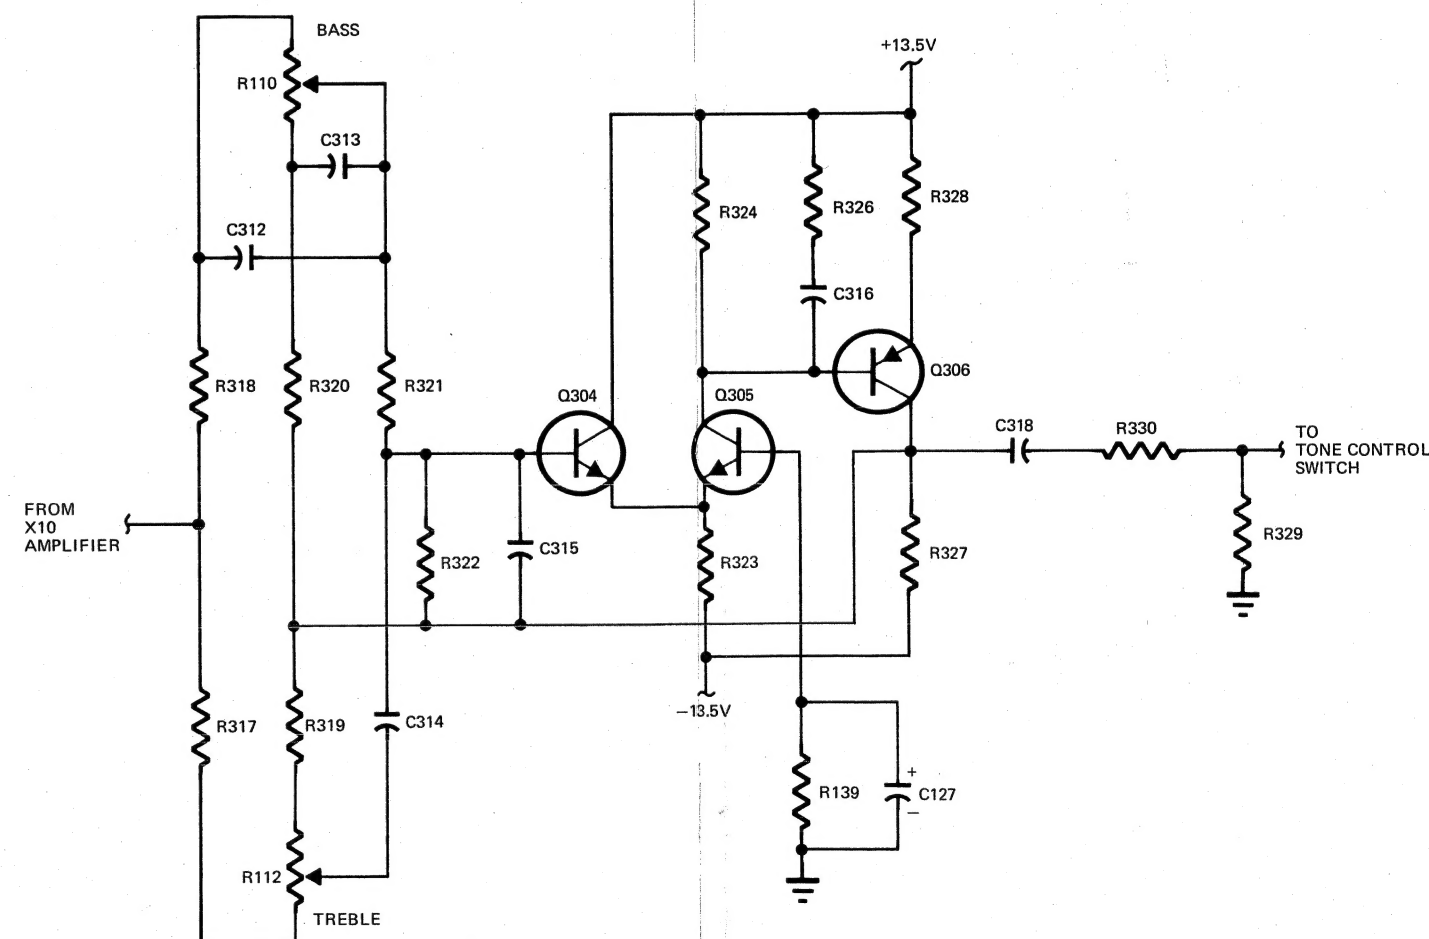 BASS
+13.5V
R110
C313
R324
R326
R328
C312
C316
Q306
R318
R320
R321
Q304
Q305
C318
R330
TO
TONE CONTROL
SWITCH
FROM
X10
AMPLIFIER
R322
C315
R323
R327
R329
−13.5V
R317
R319
C314
+
R139
C127
−
R112
TREBLE